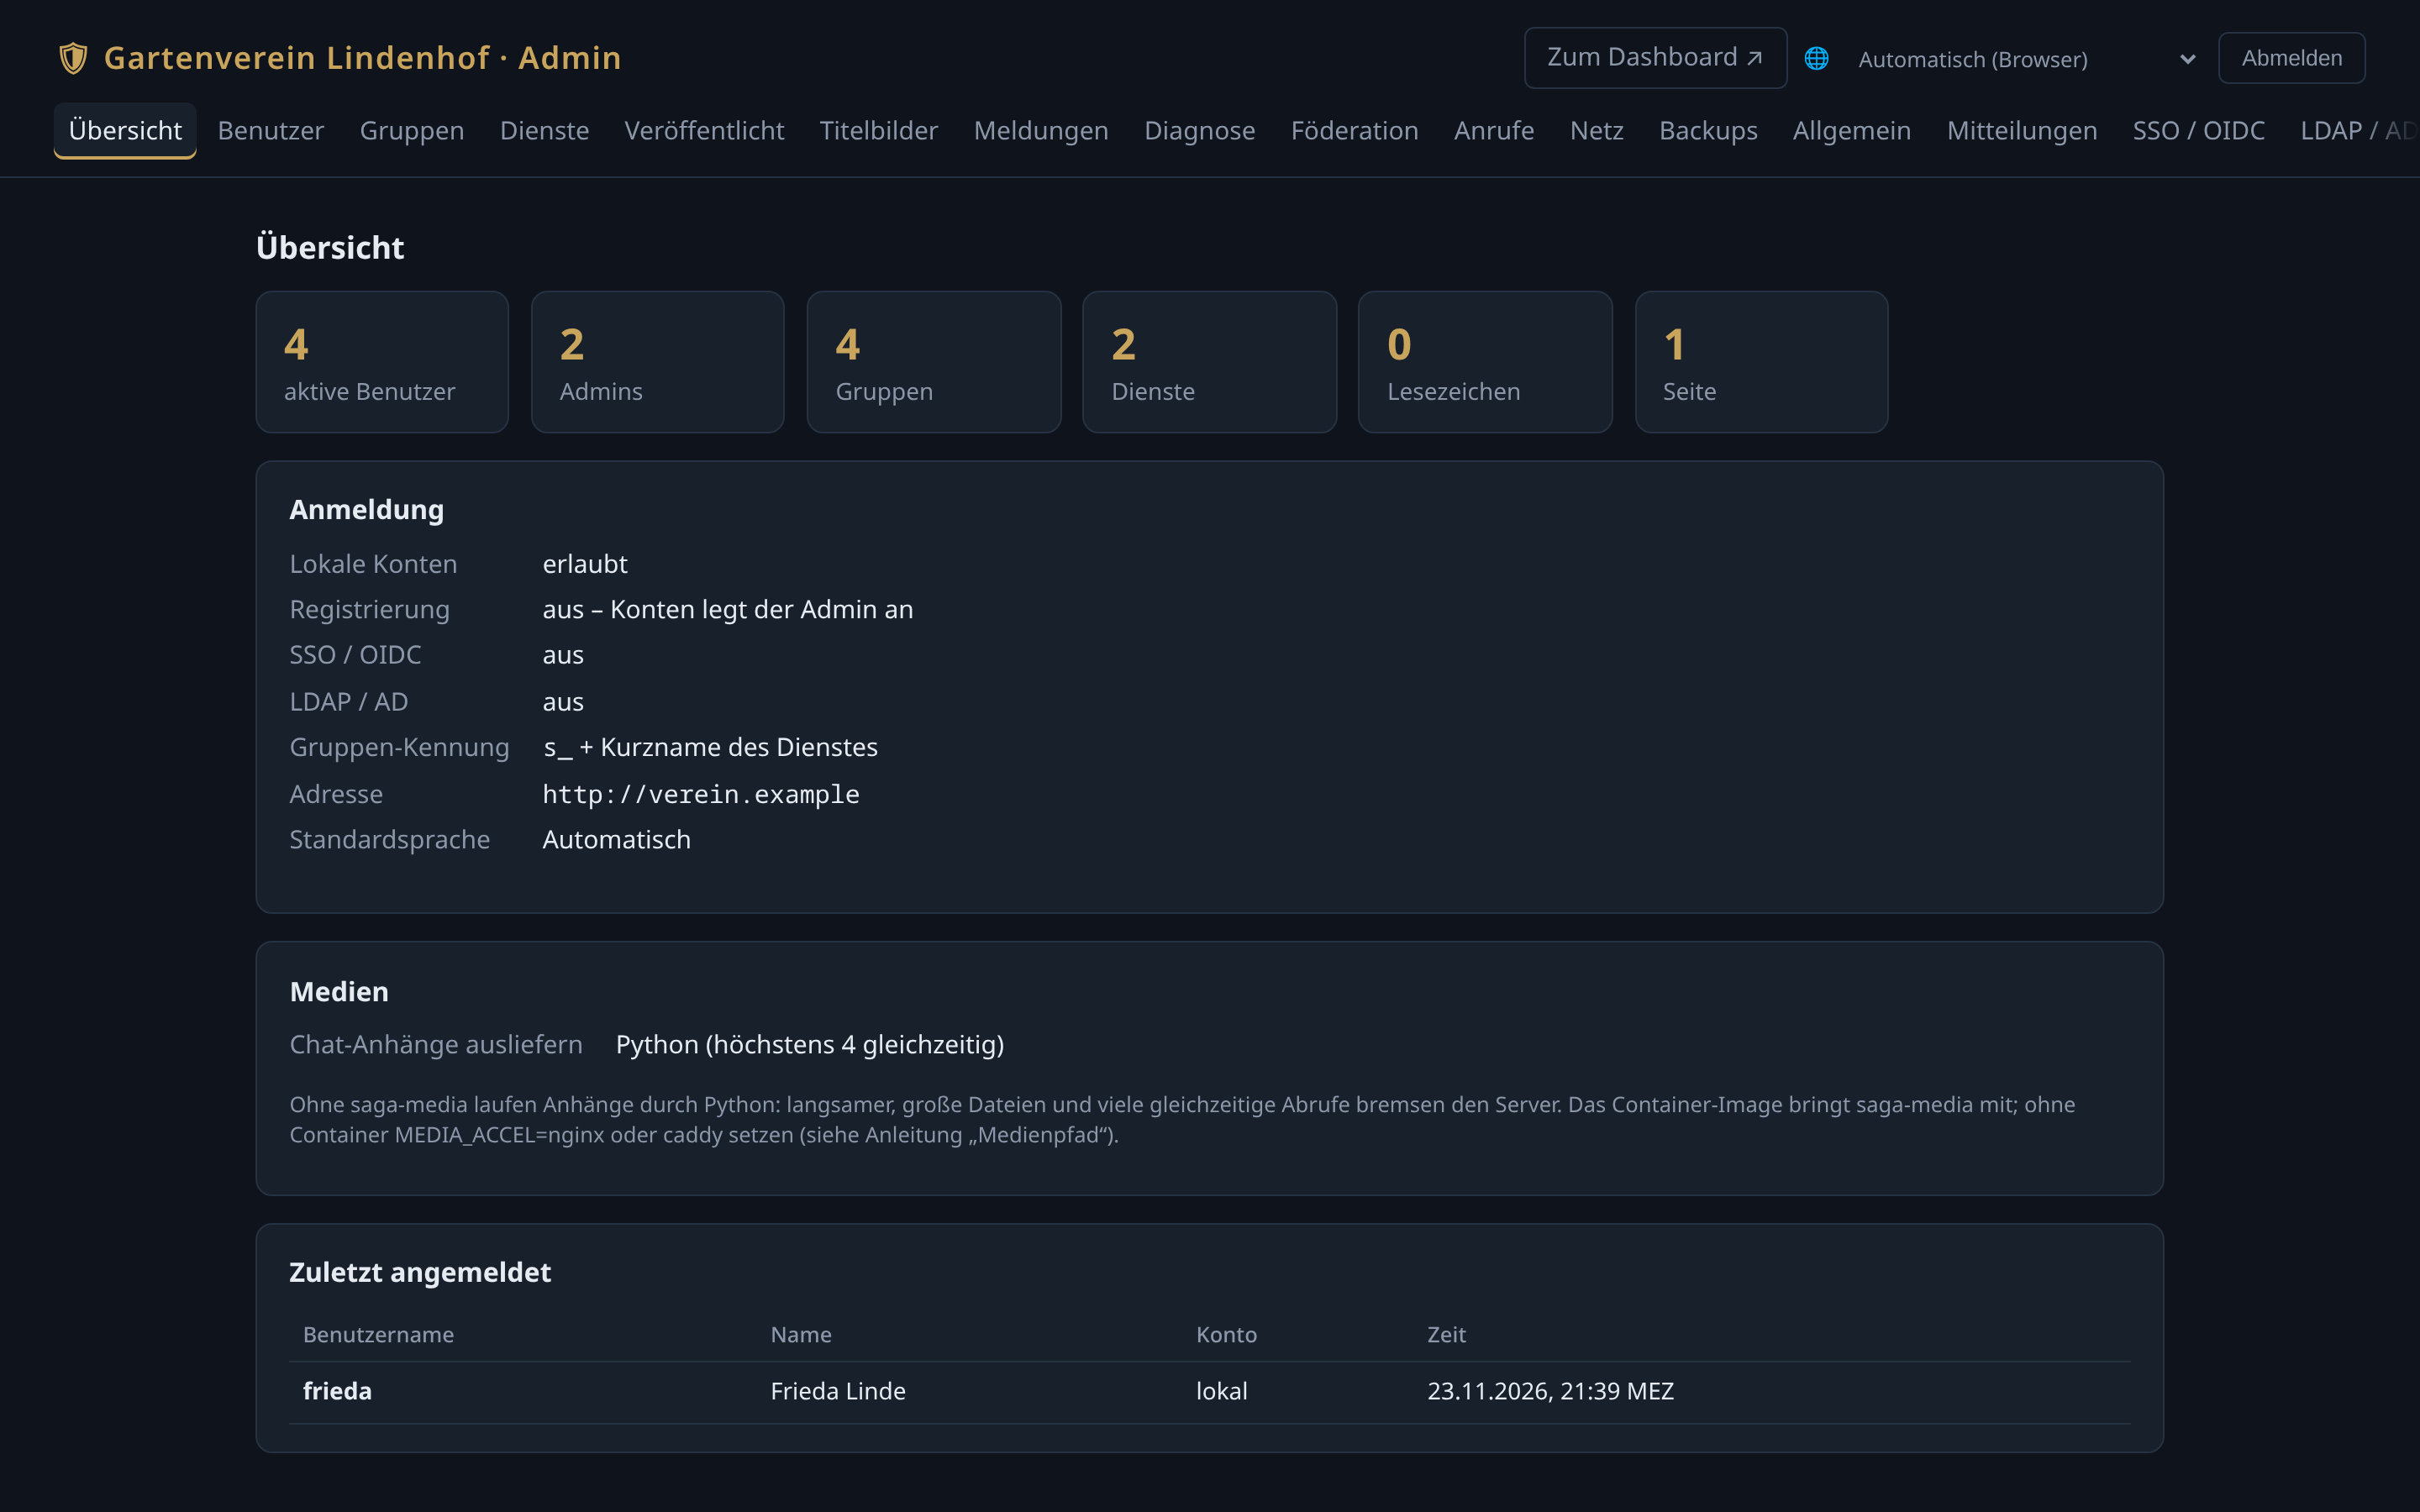 Gartenverein Lindenhof · Admin
Zum Dashboard ↗
Automatisch (Browser)
Abmelden
Übersicht Benutzer Gruppen Dienste Veröffentlicht Titelbilder Meldungen Diagnose Föderation Anrufe Netz Backups Allgemein Mitteilungen SSO / OIDC LDAP / AD
Übersicht
4
aktive Benutzer
2
Admins
4
Gruppen
2
Dienste
0
Lesezeichen
1
Seite
Anmeldung
Lokale Konten erlaubt
Registrierung aus – Konten legt der Admin an
SSO / OIDC aus
LDAP / AD aus
Gruppen-Kennung s_ + Kurzname des Dienstes
Adresse http://verein.example
Standardsprache Automatisch
Medien
Chat-Anhänge ausliefern Python (höchstens 4 gleichzeitig)
Ohne saga-media laufen Anhänge durch Python: langsamer, große Dateien und viele gleichzeitige Abrufe bremsen den Server. Das Container-Image bringt saga-media mit; ohne
Container MEDIA_ACCEL=nginx oder caddy setzen (siehe Anleitung „Medienpfad“).
Zuletzt angemeldet
Benutzername Name Konto Zeit
frieda Frieda Linde lokal 23.11.2026, 21:39 MEZ